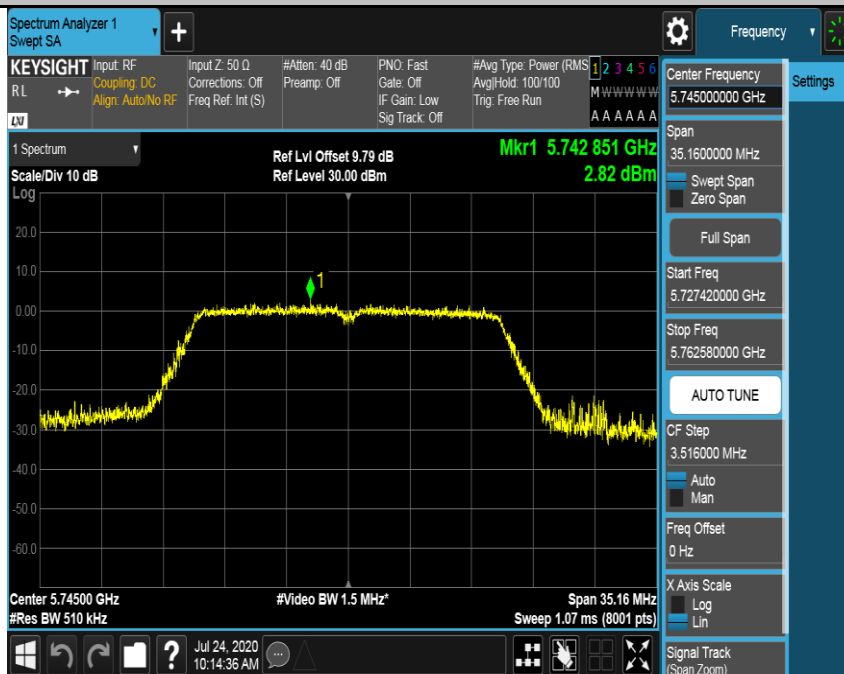 Spectrum Analyzer 1
Swept SA
+
Frequency
KEYSIGHT
RL
LXI
Input: RF
Coupling: DC
Align: Auto/No RF
Input Z: 50 Ω
Corrections: Off
Freq Ref: Int (S)
#Atten: 40 dB
Preamp: Off
PNO: Fast
Gate: Off
IF Gain: Low
Sig Track: Off
#Avg Type: Power (RMS
Avg|Hold: 100/100
Trig: Free Run
1 2 3 4 5 6
M W W W W W
A A A A A A
Center Frequency
5.745000000 GHz
Settings
Span
35.1600000 MHz
Swept Span
Zero Span
Full Span
Start Freq
5.727420000 GHz
Stop Freq
5.762580000 GHz
AUTO TUNE
CF Step
3.516000 MHz
Auto
Man
Freq Offset
0 Hz
X Axis Scale
Log
Lin
Signal Track
(Span Zoom)
1 Spectrum
Scale/Div 10 dB
Log
Ref Lvl Offset 9.79 dB
Ref Level 30.00 dBm
Mkr1 5.742 851 GHz
2.82 dBm
20.0
10.0
1
0.00
-10.0
-20.0
-30.0
-40.0
-50.0
-60.0
Center 5.74500 GHz
#Res BW 510 kHz
#Video BW 1.5 MHz*
Span 35.16 MHz
Sweep 1.07 ms (8001 pts)
?
Jul 24, 2020
10:14:36 AM